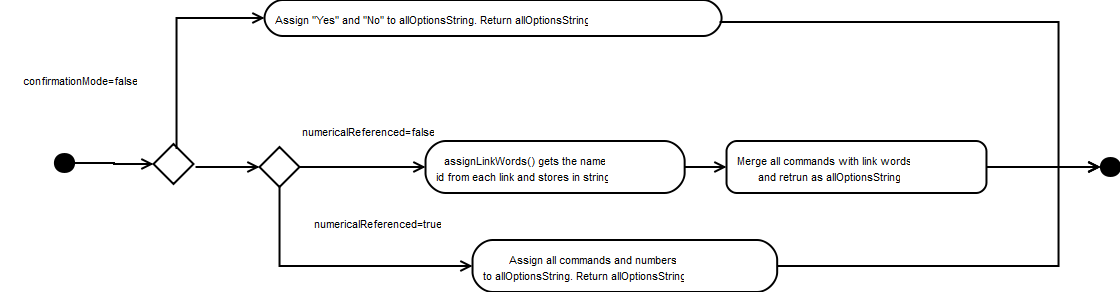 Assign "Yes" and "No" to allOptionsString. Return allOptionsString
confirmationMode=false
numericalReferenced=false
assignLinkWords() gets the name
id from each link and stores in string
Merge all commands with link words
and retrun as allOptionsString
numericalReferenced=true
Assign all commands and numbers
to allOptionsString. Return allOptionsString